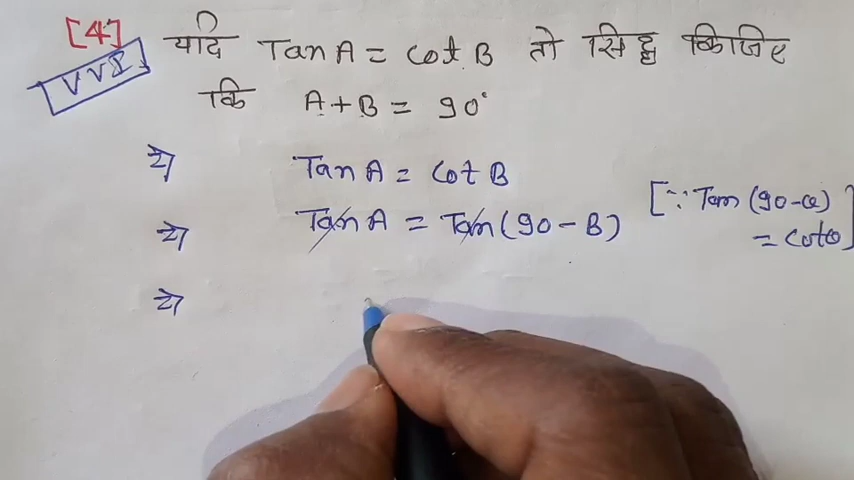 [4] यदि Tan A = Cot B तो सिद्ध किजिए
VVI
कि A + B = 90°
⇒ Tan A = Cot B
⇒ Tan A = Tan (90 - B) [∵ Tan (90-θ)
= Cotθ]
⇒